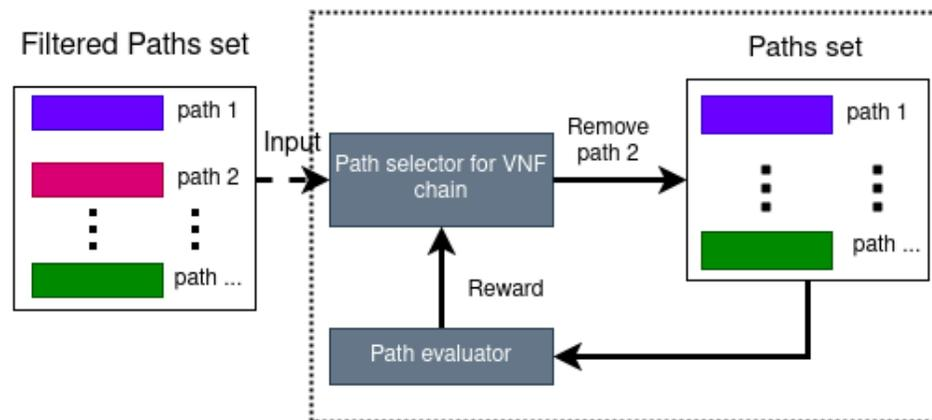 Filtered Paths set
path 1
path 2
path ...
Input
Path selector for VNF
chain
Remove
path 2
Paths set
path 1
path ...
Reward
Path evaluator